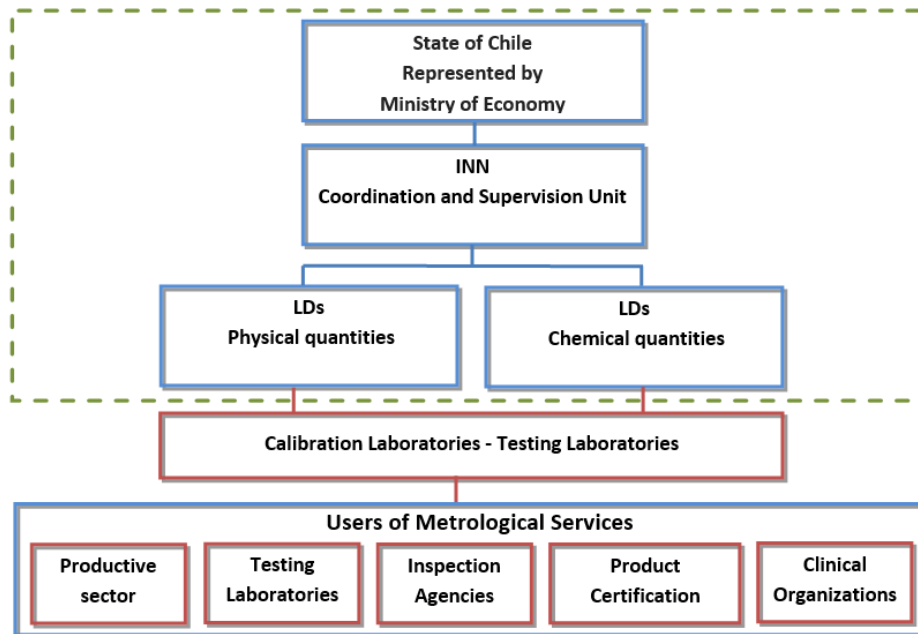 State of Chile
Represented by
Ministry of Economy
INN
Coordination and Supervision Unit
LDs
Physical quantities
LDs
Chemical quantities
Calibration Laboratories - Testing Laboratories
Users of Metrological Services
Productive
sector
Testing
Laboratories
Inspection
Agencies
Product
Certification
Clinical
Organizations